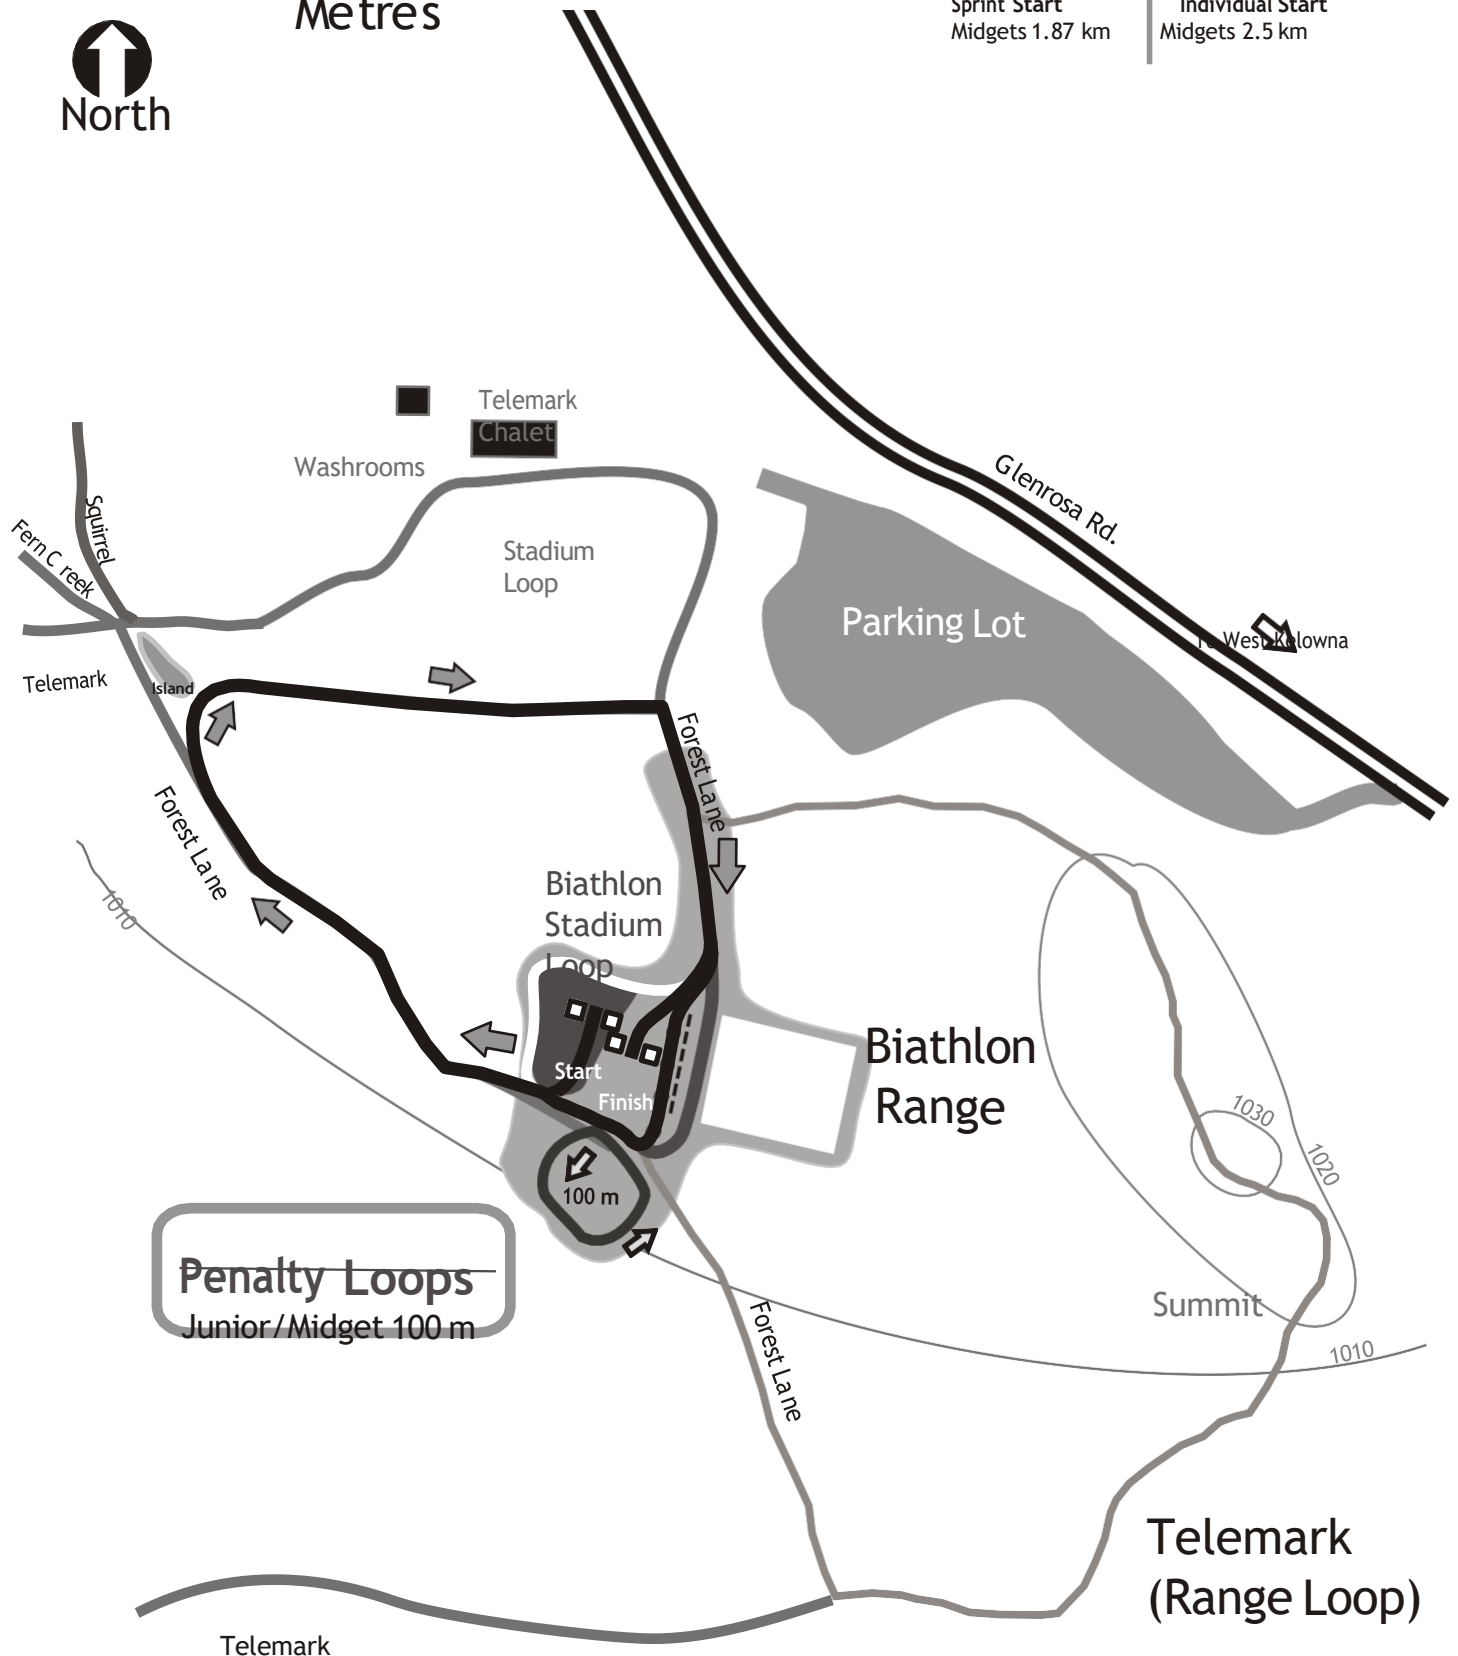 Metres
Sprint Start
Individual Start
Midgets 1.87 km
Midgets 2.5 km
North
Telemark
Chalet
Washrooms
Glenrosa Rd.
Squirrel
Fern Creek
Stadium
Loop
Parking Lot
To West Kelowna
Telemark
Island
Forest Lane
Forest Lane
1010
Biathlon
Stadium
Loop
Biathlon
Range
Start
Finish
1030
1020
100 m
Penalty Loops
Junior/Midget 100 m
Summit
Forest Lane
1010
Telemark
(Range Loop)
Telemark